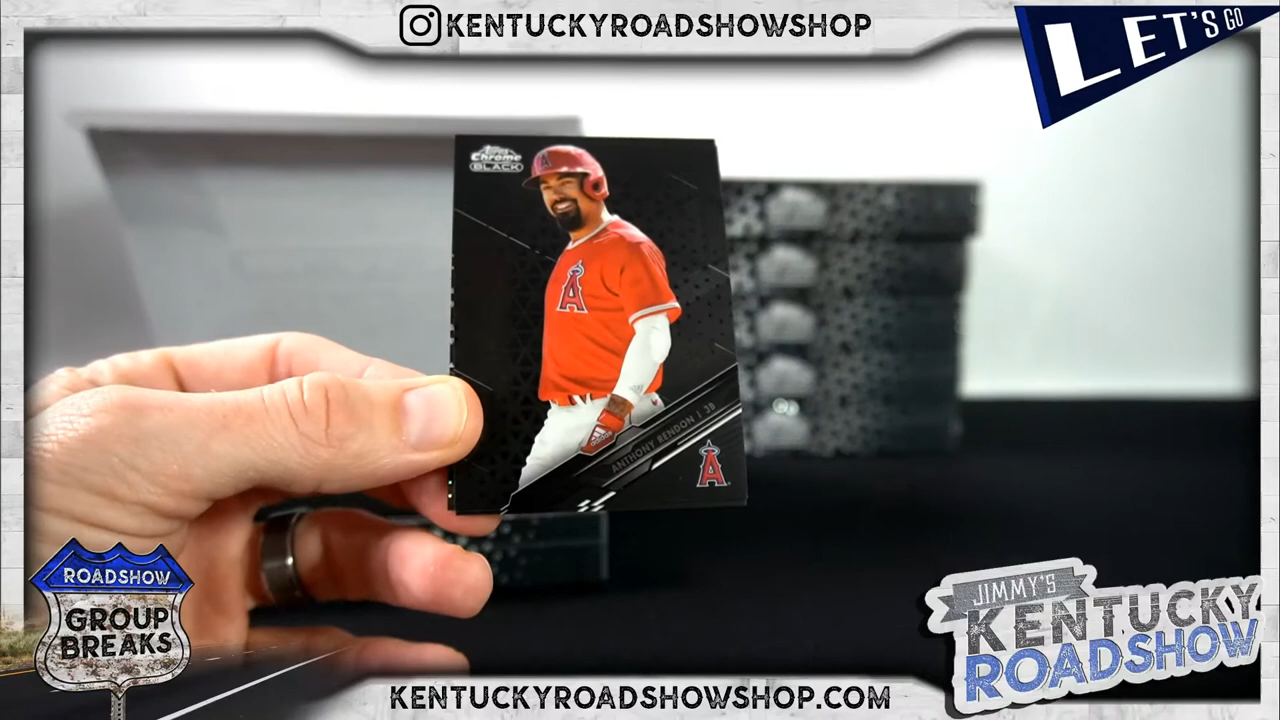 KENTUCKYROADSHOWSHOP
LET'S GO
Topps
Chrome
BLACK
A
A
ANTHONY RENDON | 3B
A
ROADSHOW
GROUP
BREAKS
JIMMY'S
KENTUCKY
ROADSHOW
KENTUCKYROADSHOWSHOP.COM